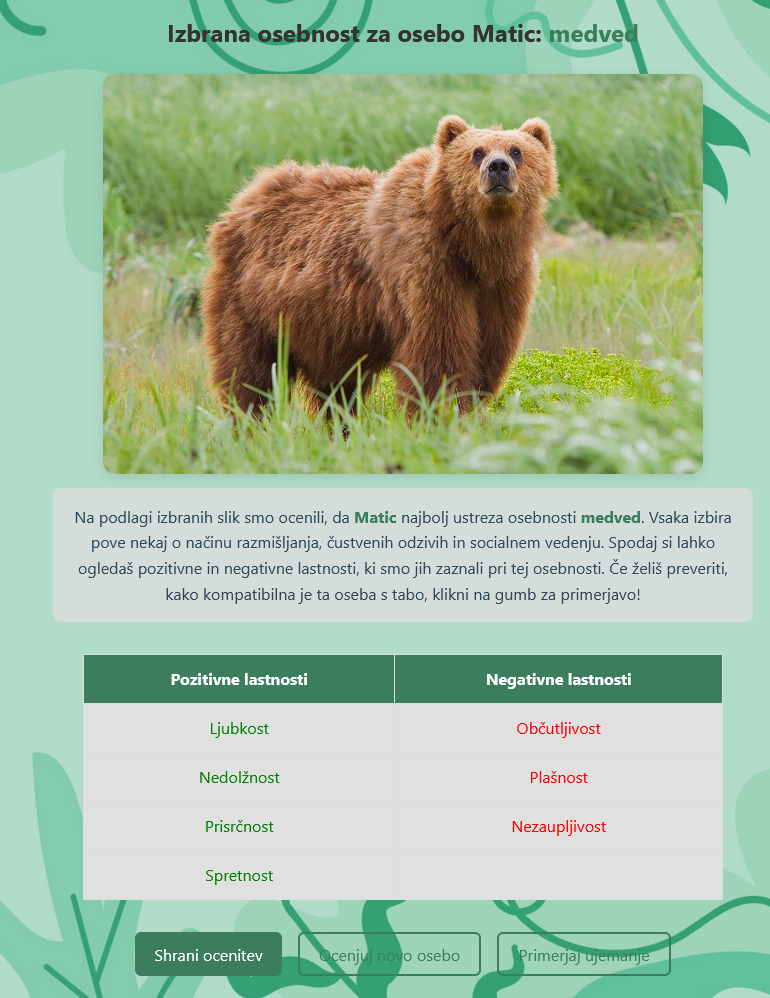 Izbrana osebnost za osebo Matic: medved
Na podlagi izbranih slik smo ocenili, da Matic najbolj ustreza osebnosti medved. Vsaka izbira
pove nekaj o načinu razmišljanja, čustvenih odzivih in socialnem vedenju. Spodaj si lahko
ogledaš pozitivne in negativne lastnosti, ki smo jih zaznali pri tej osebnosti. Če želiš preveriti,
kako kompatibilna je ta oseba s tabo, klikni na gumb za primerjavo!
Pozitivne lastnosti Negativne lastnosti
Ljubkost Občutljivost
Nedolžnost Plašnost
Prisrčnost Nezaupljivost
Spretnost
Shrani ocenitev Ocenjuj novo osebo Primerjaj ujemanje